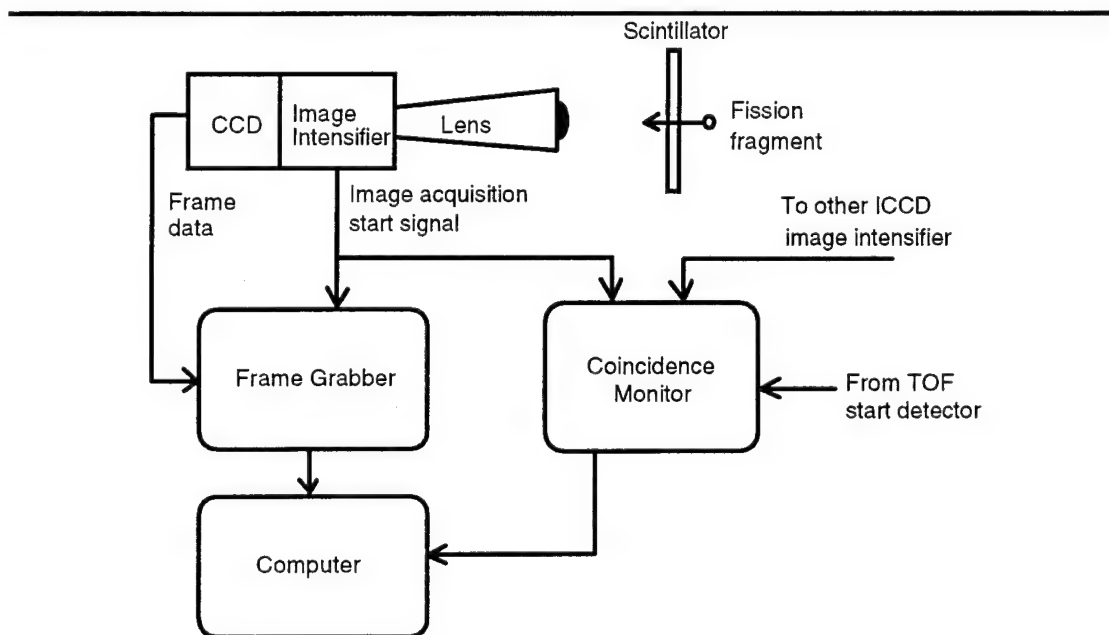 Scintillator
CCD
Image
Intensifier
Lens
Fission
fragment
Frame
data
Image acquisition
start signal
To other ICCD
image intensifier
Frame Grabber
Coincidence
Monitor
From TOF
start detector
Computer